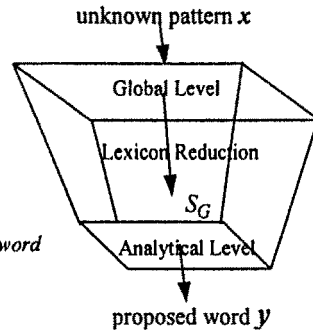 unknown pattern x
Global Level
Lexicon Reduction
S_G
word
Analytical Level
proposed word y